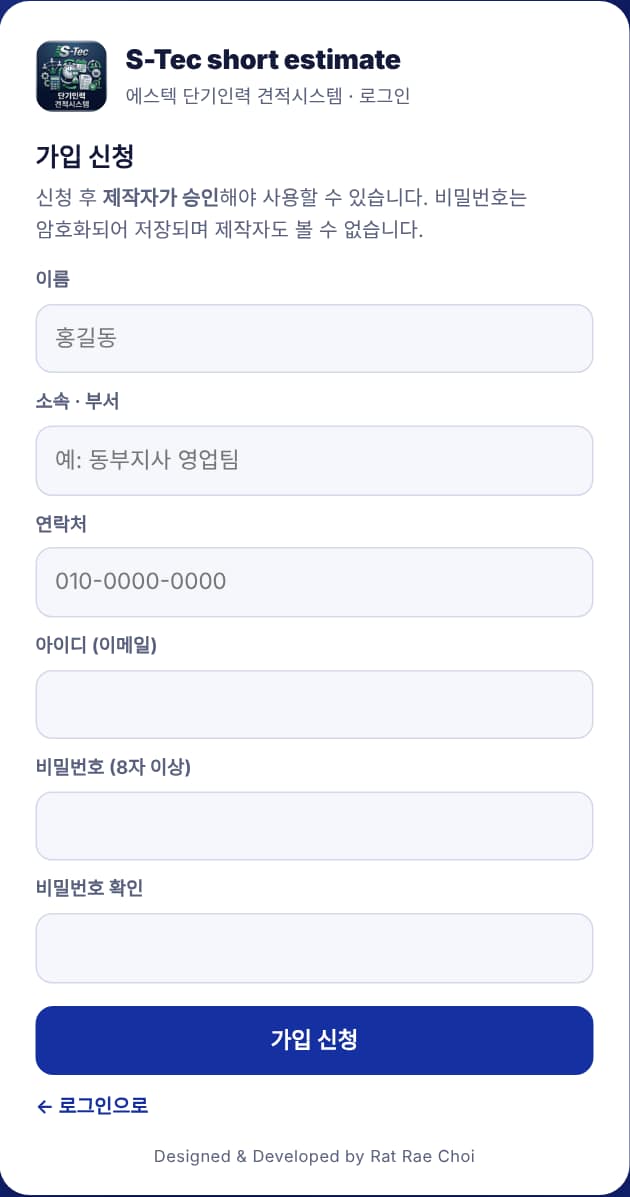 S-Tec
단기인력
견적시스템
S-Tec short estimate
에스텍 단기인력 견적시스템 · 로그인
가입 신청
신청 후 제작자가 승인해야 사용할 수 있습니다. 비밀번호는
암호화되어 저장되며 제작자도 볼 수 없습니다.
이름
홍길동
소속 · 부서
예: 동부지사 영업팀
연락처
010-0000-0000
아이디 (이메일)
비밀번호 (8자 이상)
비밀번호 확인
가입 신청
← 로그인으로
Designed & Developed by Rat Rae Choi